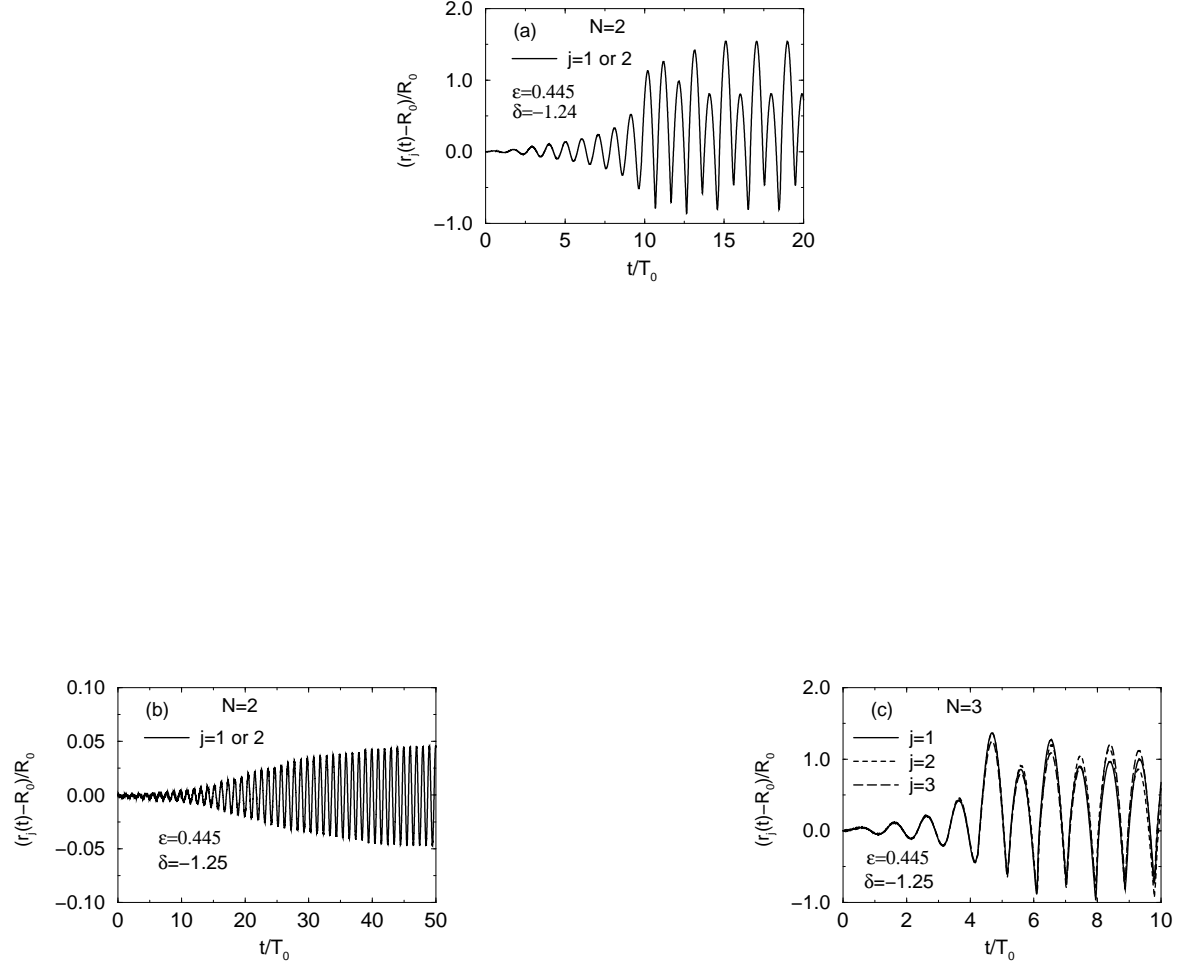 (a) N=2
j=1 or 2
ε=0.445
δ=−1.24
2.0
1.0
0.0
−1.0
(r_j(t)−R_0)/R_0
0 5 10 15 20
t/T_0
(b) N=2
j=1 or 2
ε=0.445
δ=−1.25
0.10
0.05
0.00
−0.05
−0.10
(r_j(t)−R_0)/R_0
0 10 20 30 40 50
t/T_0
(c) N=3
j=1
j=2
j=3
ε=0.445
δ=−1.25
2.0
1.0
0.0
−1.0
(r_j(t)−R_0)/R_0
0 2 4 6 8 10
t/T_0